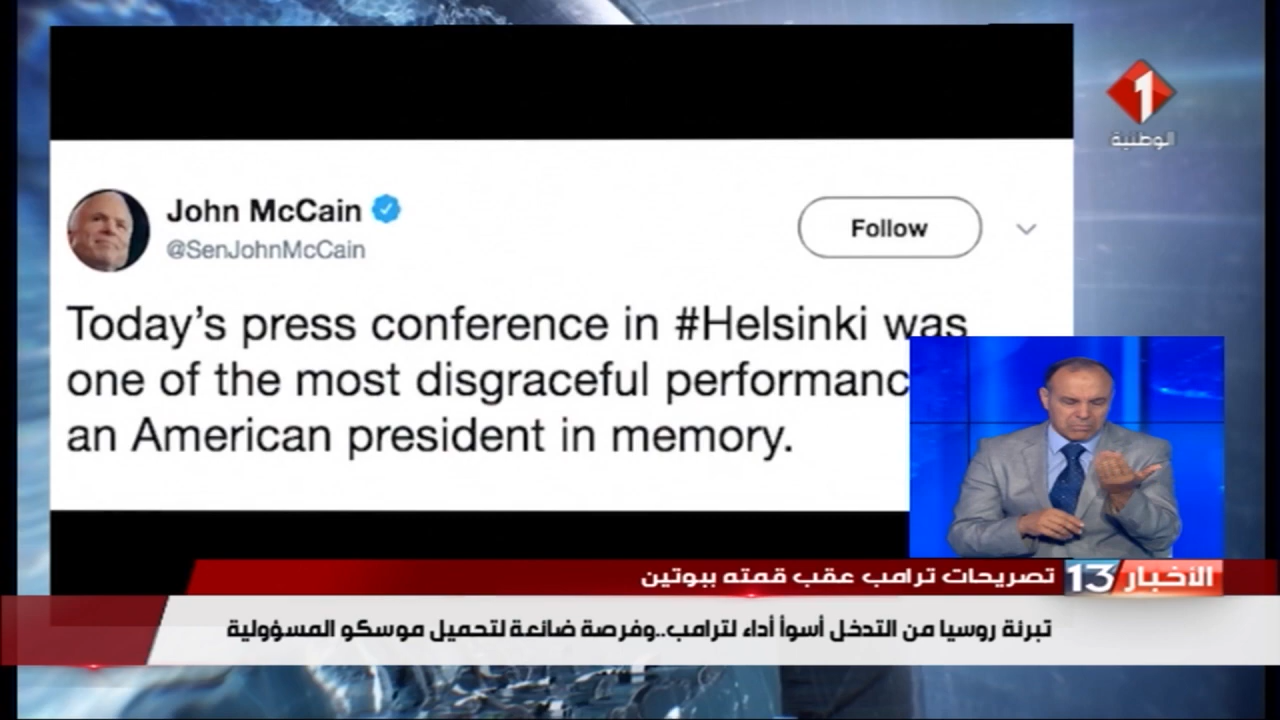 1
الوطنية
John McCain
@SenJohnMcCain
Follow
Today's press conference in #Helsinki was
one of the most disgraceful performanc
an American president in memory.
الأخبار 13
تصريحات ترامب عقب قمته ببوتين
تبرئة روسيا من التدخل أسوأ أداء لترامب..وفرصة ضائعة لتحميل موسكو المسؤولية